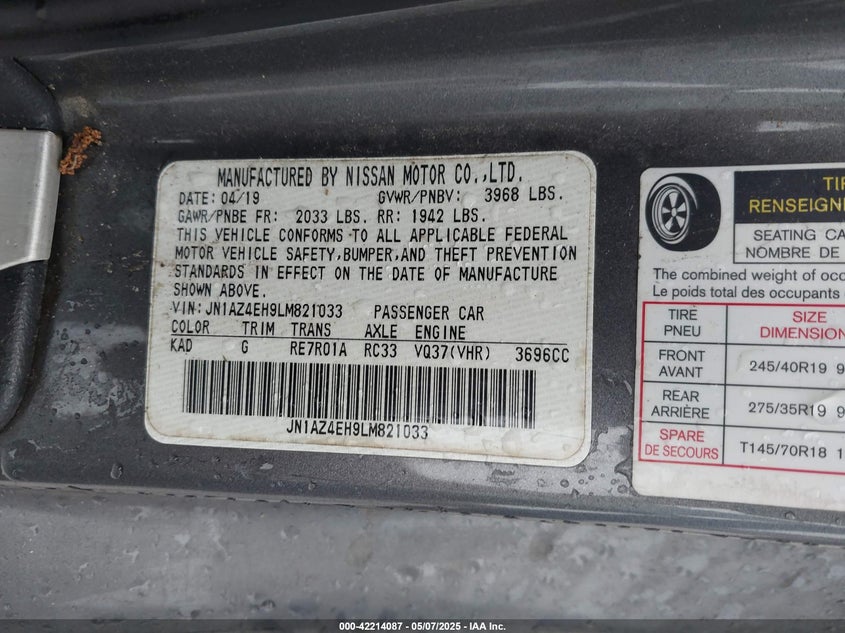 MANUFACTURED BY NISSAN MOTOR CO.,LTD.
DATE: 04/19 GVWR/PNBV: 3968 LBS.
GAWR/PNBE FR: 2033 LBS. RR: 1942 LBS.
THIS VEHICLE CONFORMS TO ALL APPLICABLE FEDERAL
MOTOR VEHICLE SAFETY,BUMPER,AND THEFT PREVENTION
STANDARDS IN EFFECT ON THE DATE OF MANUFACTURE
SHOWN ABOVE.
VIN:JN1AZ4EH9LM821033 PASSENGER CAR
COLOR TRIM TRANS AXLE ENGINE
KAD G RE7R01A RC33 VQ37(VHR) 3696CC
JN1AZ4EH9LM821033
SEATING
NOMBRE DE
The combined weight of
Le poids total des occupants
TIRE SIZE
PNEU
FRONT
AVANT
245/40R19
REAR
ARRIÈRE
275/35R19
SPARE
DE SECOURS
T145/70R18
000-42214087 - 05/07/2025 - IAA Inc.